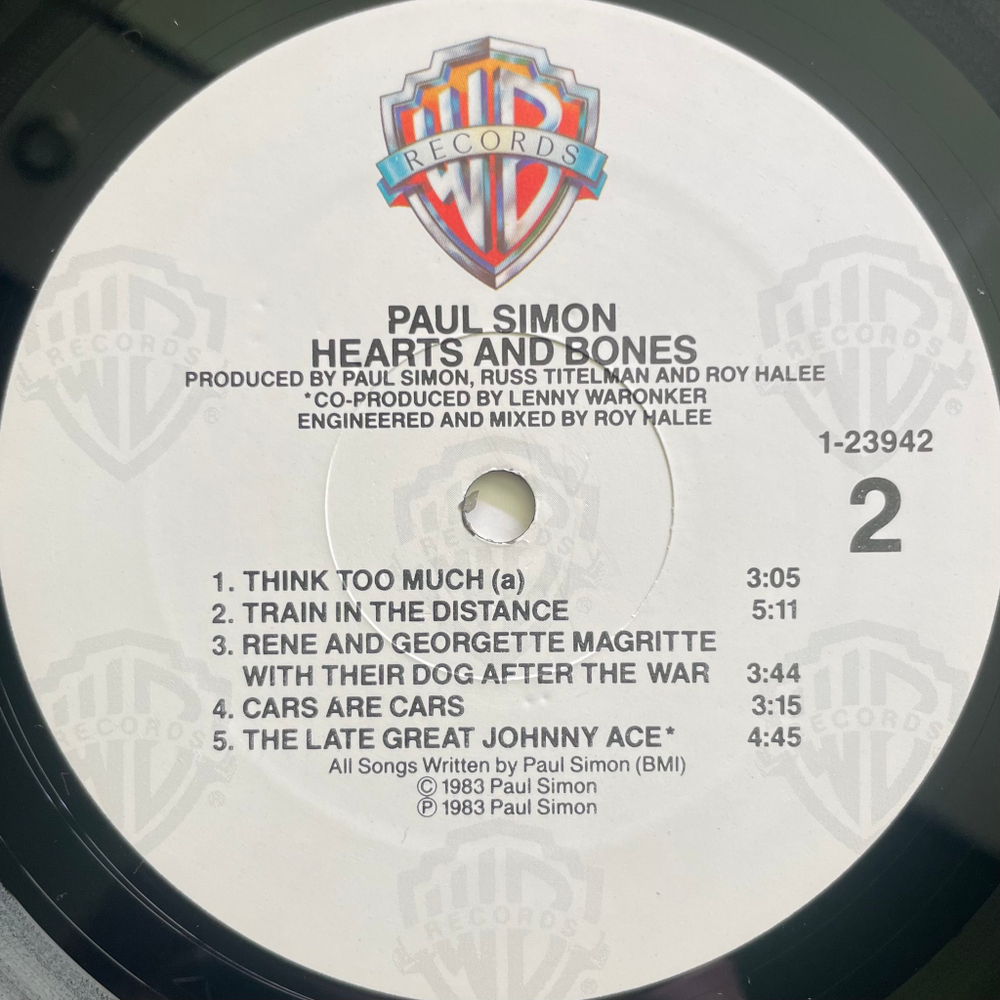 WB
RECORDS
PAUL SIMON
HEARTS AND BONES
PRODUCED BY PAUL SIMON, RUSS TITELMAN AND ROY HALEE
*CO-PRODUCED BY LENNY WARONKER
ENGINEERED AND MIXED BY ROY HALEE
1-23942
2
1. THINK TOO MUCH (a) 3:05
2. TRAIN IN THE DISTANCE 5:11
3. RENE AND GEORGETTE MAGRITTE
WITH THEIR DOG AFTER THE WAR 3:44
4. CARS ARE CARS 3:15
5. THE LATE GREAT JOHNNY ACE* 4:45
All Songs Written by Paul Simon (BMI)
© 1983 Paul Simon
℗ 1983 Paul Simon